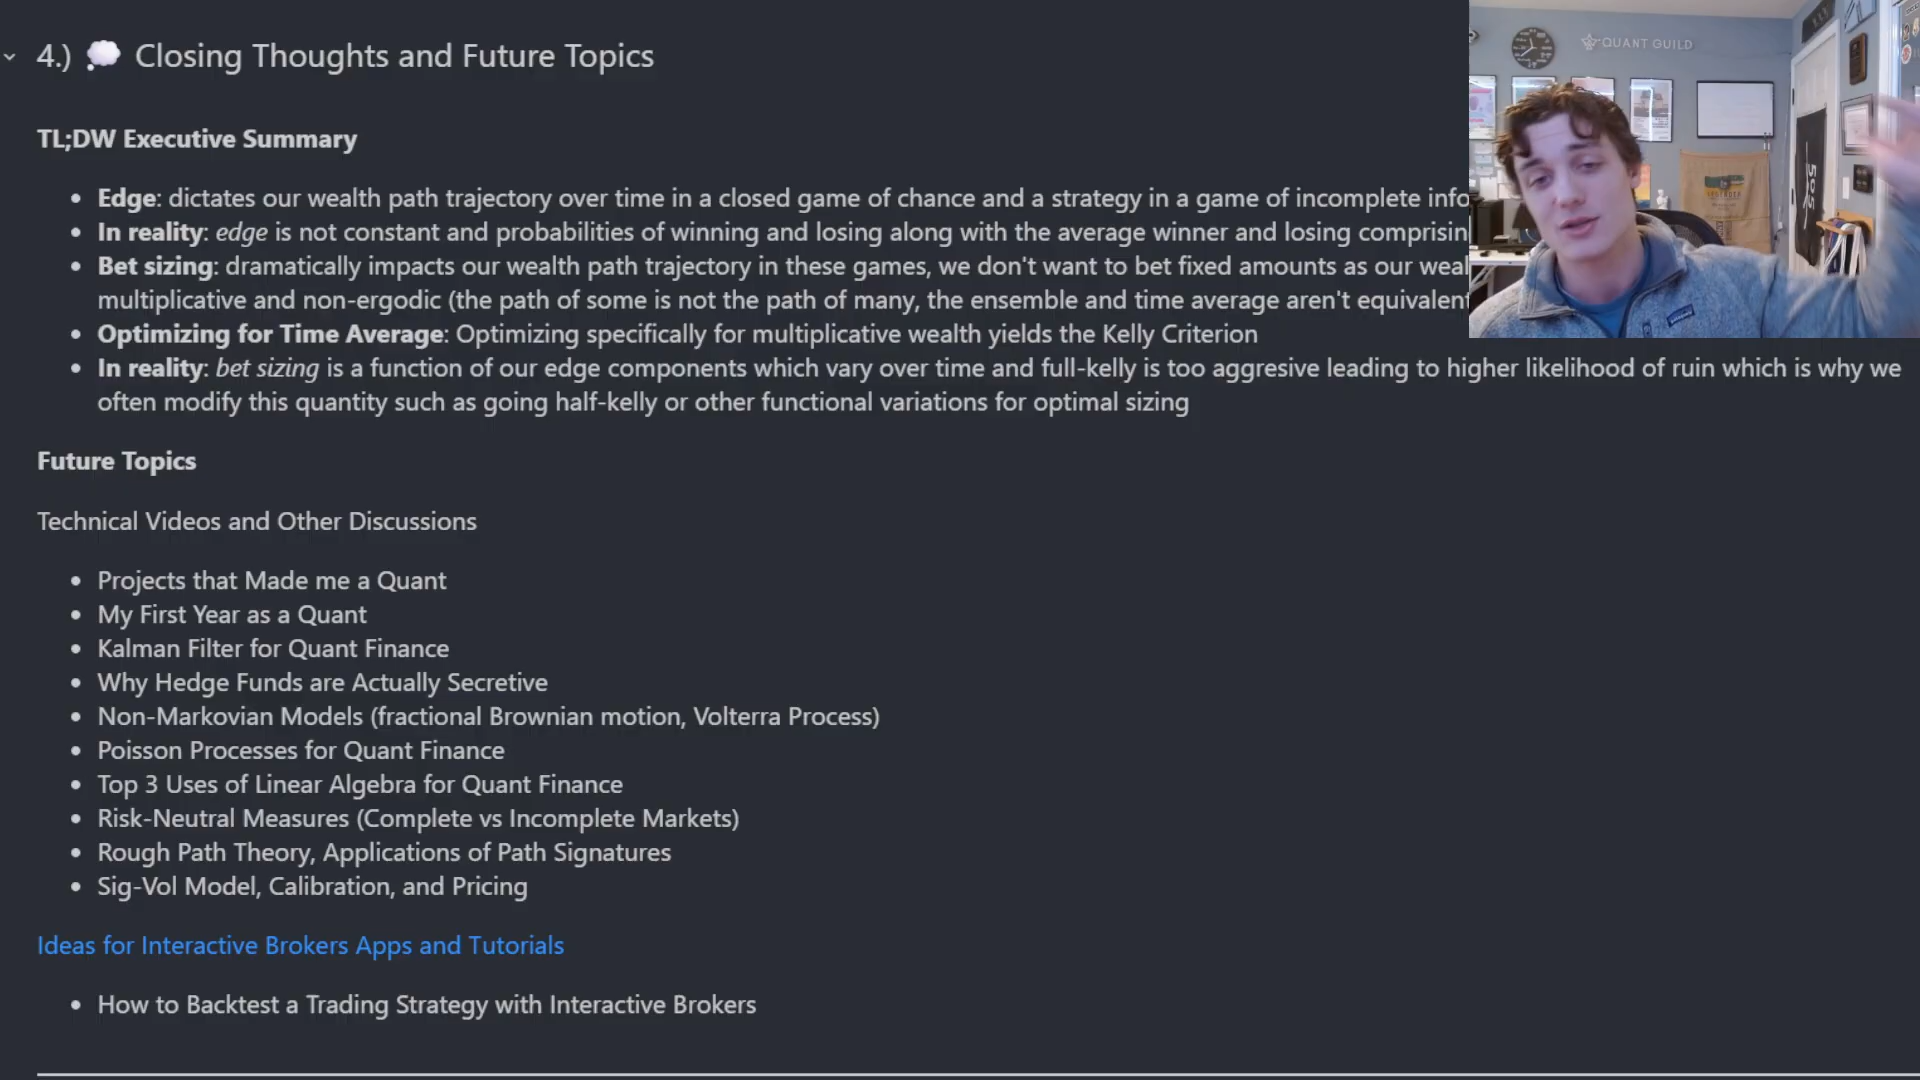 4.) 💭 Closing Thoughts and Future Topics
QUANT GUILD
TL;DW Executive Summary
• Edge: dictates our wealth path trajectory over time in a closed game of chance and a strategy in a game of incomplete
• In reality: edge is not constant and probabilities of winning and losing along with the average winner and losing
• Bet sizing: dramatically impacts our wealth path trajectory in these games, we don't want to bet fixed amounts as our
multiplicative and non-ergodic (the path of some is not the path of many, the ensemble and time average aren't equivalent
• Optimizing for Time Average: Optimizing specifically for multiplicative wealth yields the Kelly Criterion
• In reality: bet sizing is a function of our edge components which vary over time and full-kelly is too aggresive leading to higher likelihood of ruin which is why we
often modify this quantity such as going half-kelly or other functional variations for optimal sizing
Future Topics
Technical Videos and Other Discussions
• Projects that Made me a Quant
• My First Year as a Quant
• Kalman Filter for Quant Finance
• Why Hedge Funds are Actually Secretive
• Non-Markovian Models (fractional Brownian motion, Volterra Process)
• Poisson Processes for Quant Finance
• Top 3 Uses of Linear Algebra for Quant Finance
• Risk-Neutral Measures (Complete vs Incomplete Markets)
• Rough Path Theory, Applications of Path Signatures
• Sig-Vol Model, Calibration, and Pricing
Ideas for Interactive Brokers Apps and Tutorials
• How to Backtest a Trading Strategy with Interactive Brokers